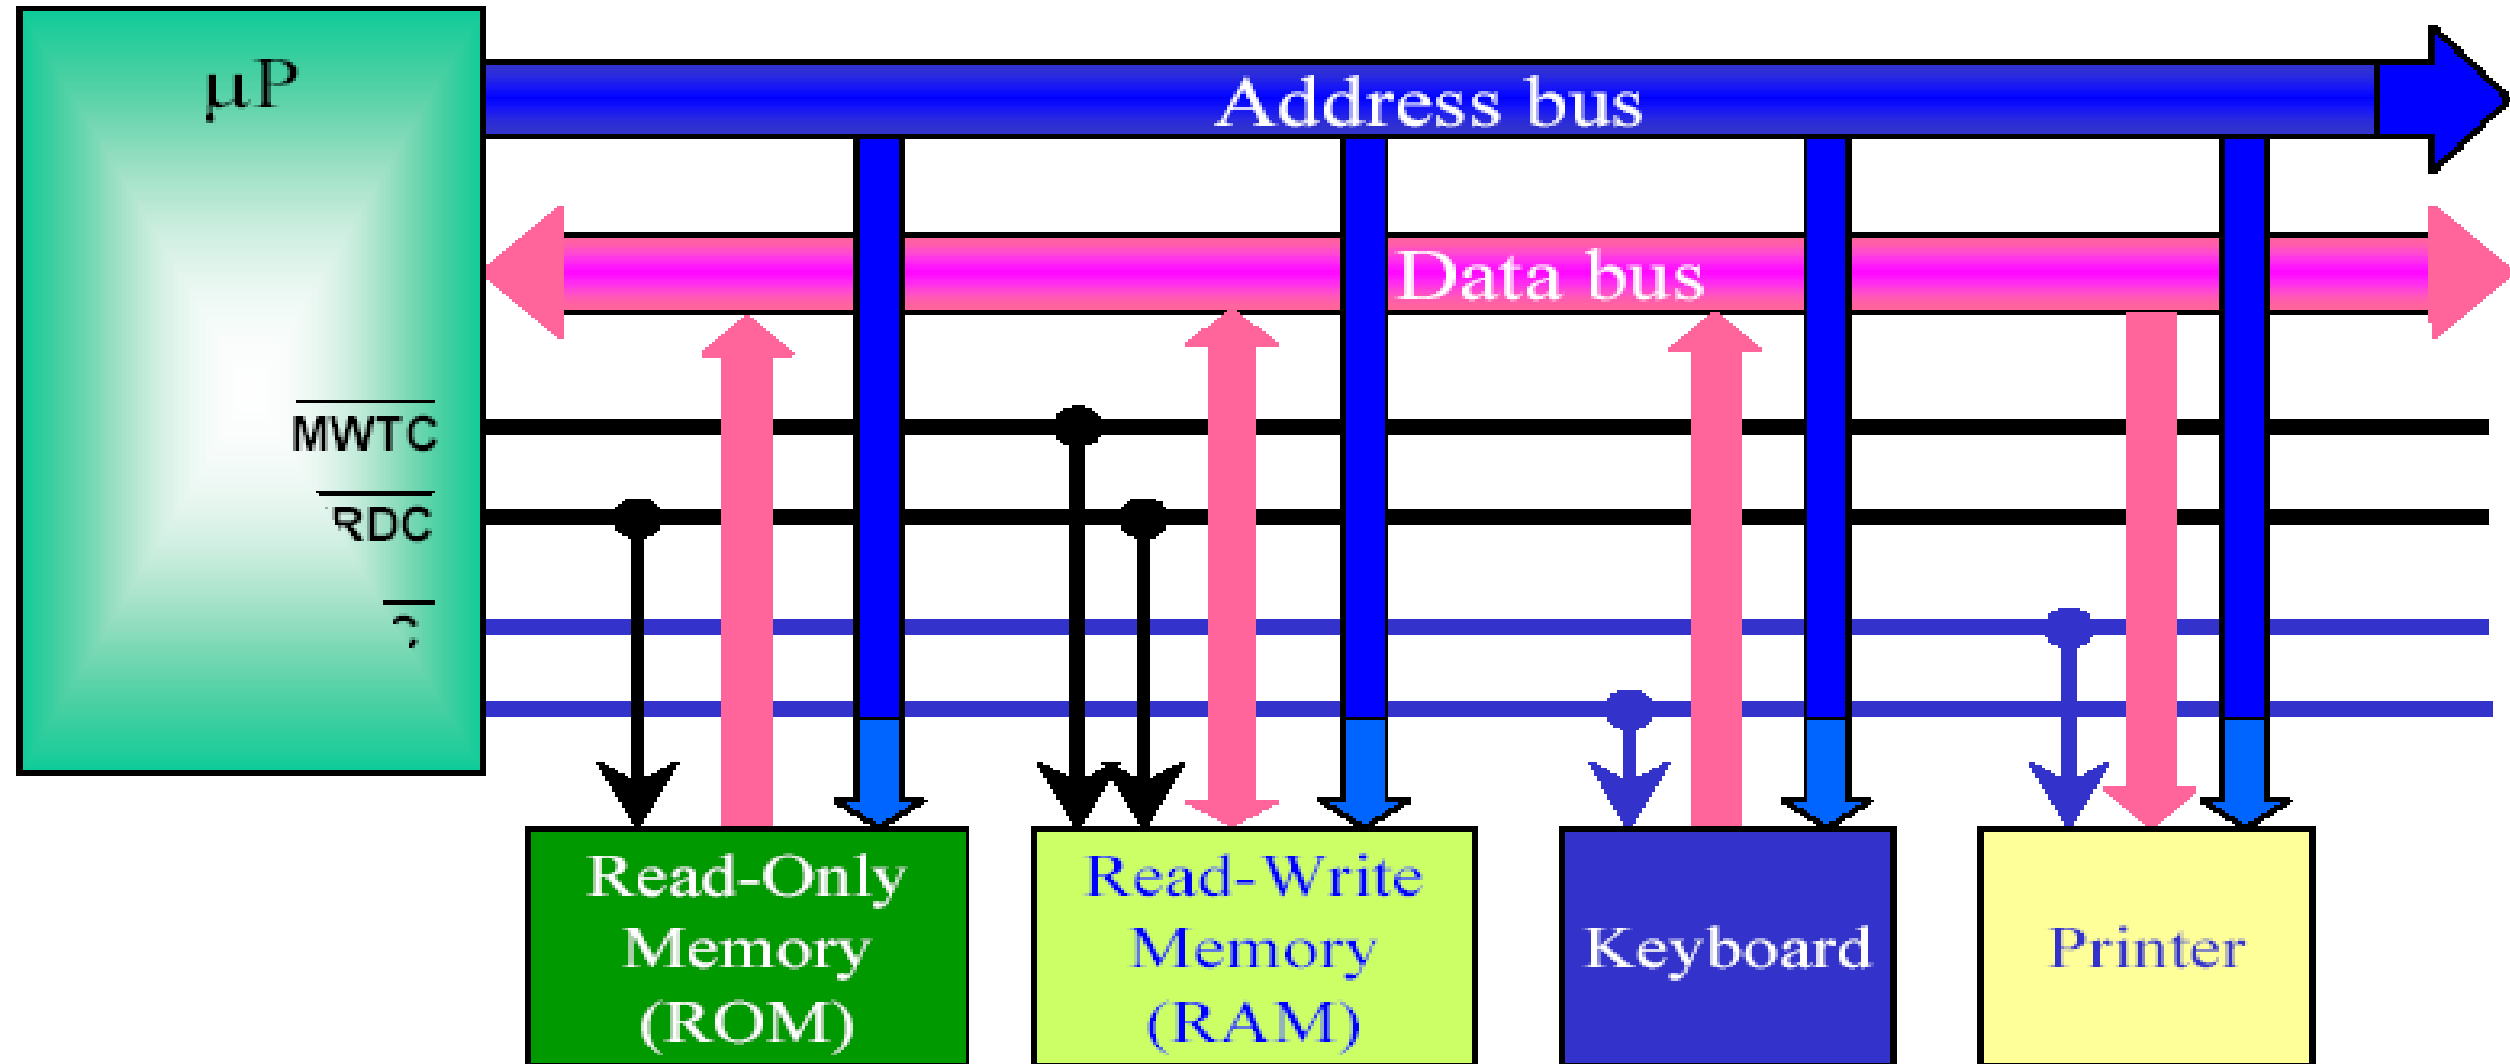 μP
Address bus
Data bus
MWTC
RDC
Read-Only
Memory
(ROM)
Read-Write
Memory
(RAM)
Keyboard
Printer